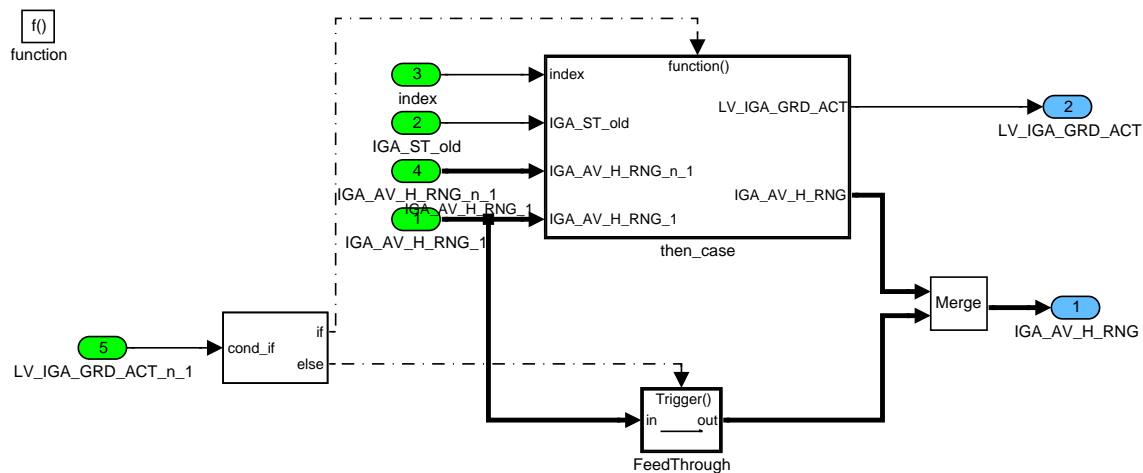 f()
function
function()
3
index
index
LV_IGA_GRD_ACT
2
LV_IGA_GRD_ACT
2
IGA_ST_old
IGA_ST_old
4
IGA_AV_H_RNG_n_1
IGA_AV_H_RNG_n_1
IGA_AV_H_RNG
IGA_AV_H_RNG_1
1
IGA_AV_H_RNG_1
IGA_AV_H_RNG_1
then_case
Merge
1
IGA_AV_H_RNG
5
LV_IGA_GRD_ACT_n_1
cond_if
if
else
Trigger()
in
out
FeedThrough